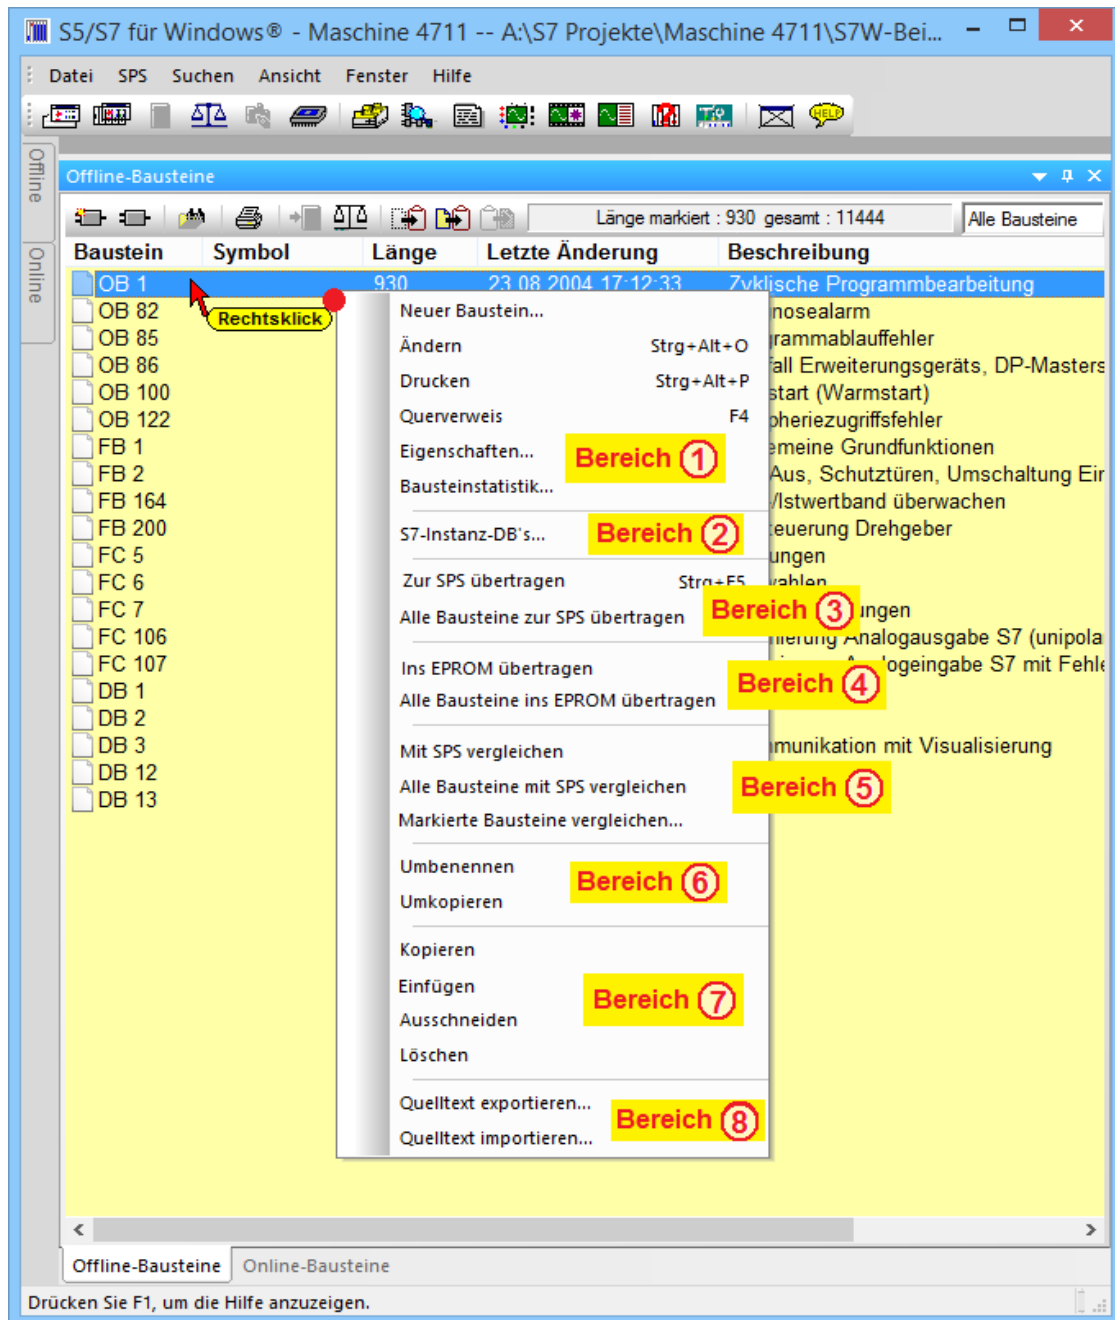 S5/S7 für Windows® - Maschine 4711 -- A:\S7 Projekte\Maschine 4711\S7W-Bei...
Datei SPS Suchen Ansicht Fenster Hilfe
HELP
Offline
Online
Offline-Bausteine
Länge markiert : 930 gesamt : 11444
Alle Bausteine
Baustein Symbol Länge Letzte Änderung Beschreibung
OB 1 930 23.08.2004 17:12:33 Zyklische Programmbearbeitung
Rechtsklick
OB 82 nosealarm
OB 85 rammablauffehler
OB 86 fall Erweiterungsgeräts, DP-Masters
OB 100 start (Warmstart)
OB 122 pheriezugriffsfehler
FB 1 emeine Grundfunktionen
FB 2 Aus, Schutztüren, Umschaltung Ein
FB 164 /Istwertband überwachen
FB 200 teuerung Drehgeber
FC 5 ungen
FC 6 wahlen
FC 7 ungen
FC 106 nierung Analogausgabe S7 (unipola
FC 107 ogeingabe S7 mit Fehle
DB 1
DB 2
DB 3 munikation mit Visualisierung
DB 12
DB 13
Neuer Baustein...
Ändern Strg+Alt+O
Drucken Strg+Alt+P
Querverweis F4
Eigenschaften...
Bereich 1
Bausteinstatistik...
S7-Instanz-DB's...
Bereich 2
Zur SPS übertragen Strg+F5
Alle Bausteine zur SPS übertragen
Bereich 3
Ins EPROM übertragen
Alle Bausteine ins EPROM übertragen
Bereich 4
Mit SPS vergleichen
Alle Bausteine mit SPS vergleichen
Bereich 5
Markierte Bausteine vergleichen...
Umbenennen
Bereich 6
Umkopieren
Kopieren
Einfügen
Bereich 7
Ausschneiden
Löschen
Quelltext exportieren...
Bereich 8
Quelltext importieren...
Offline-Bausteine Online-Bausteine
Drücken Sie F1, um die Hilfe anzuzeigen.